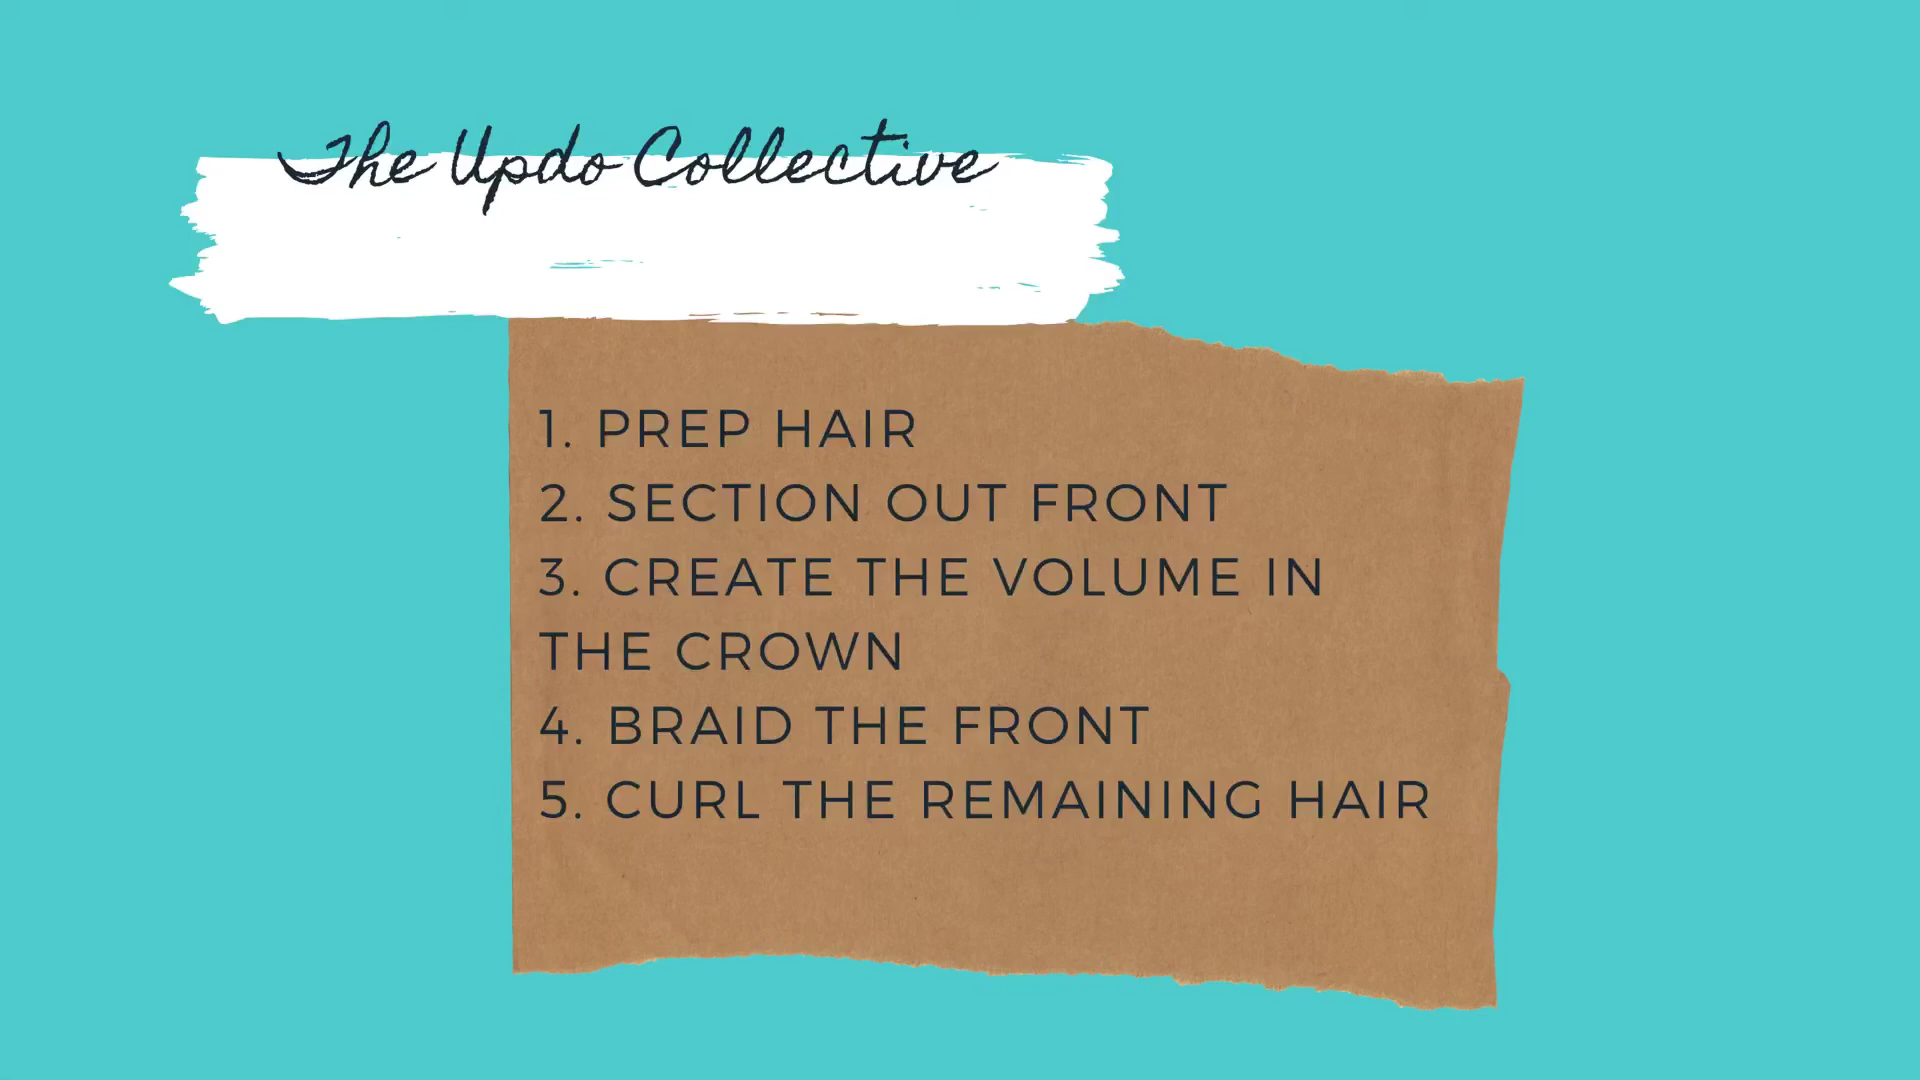 The Updo Collective
1. PREP HAIR
2. SECTION OUT FRONT
3. CREATE THE VOLUME IN
THE CROWN
4. BRAID THE FRONT
5. CURL THE REMAINING HAIR